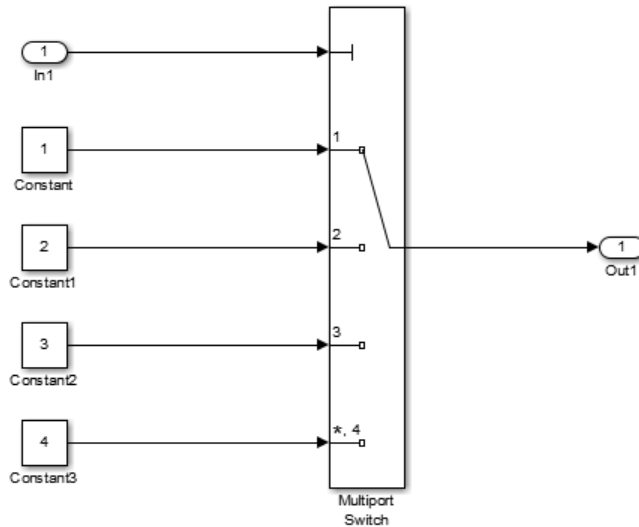 1
In1
1
Constant
1
2
Constant1
2
1
Out1
3
Constant2
3
4
Constant3
*, 4
Multiport
Switch